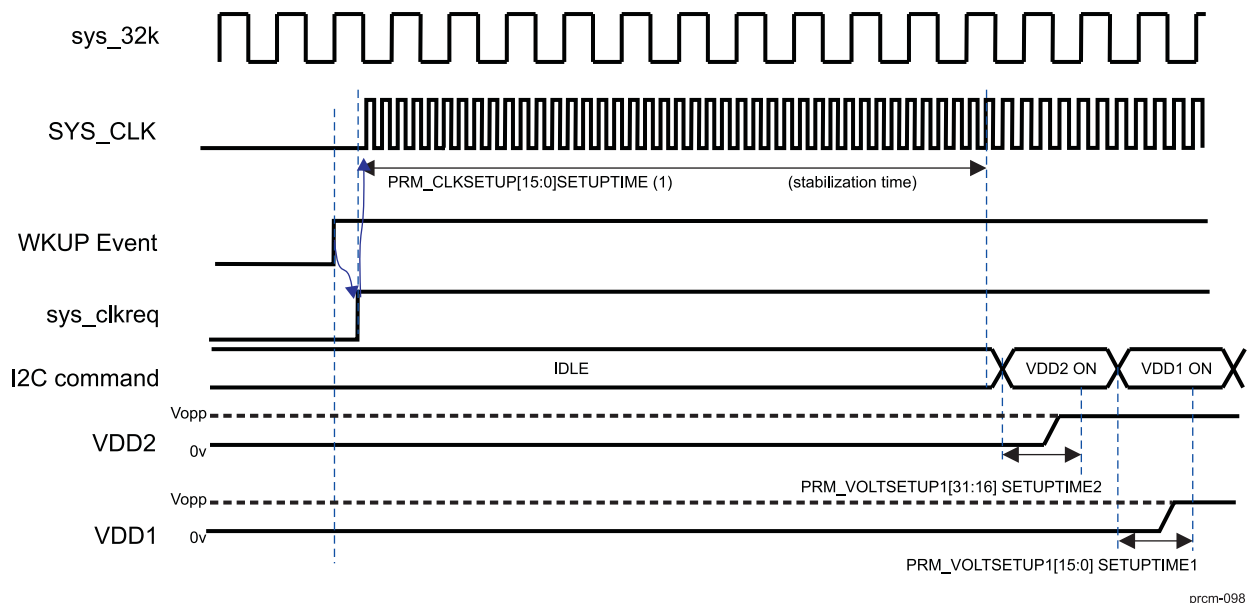 sys_32k
SYS_CLK
PRM_CLKSETUP[15:0]SETUPTIME (1) (stabilization time)
WKUP Event
sys_clkreq
I2C command
IDLE
VDD2 ON
VDD1 ON
Vopp
VDD2
0v
PRM_VOLTSETUP1[31:16] SETUPTIME2
Vopp
VDD1
0v
PRM_VOLTSETUP1[15:0] SETUPTIME1
prcm-098